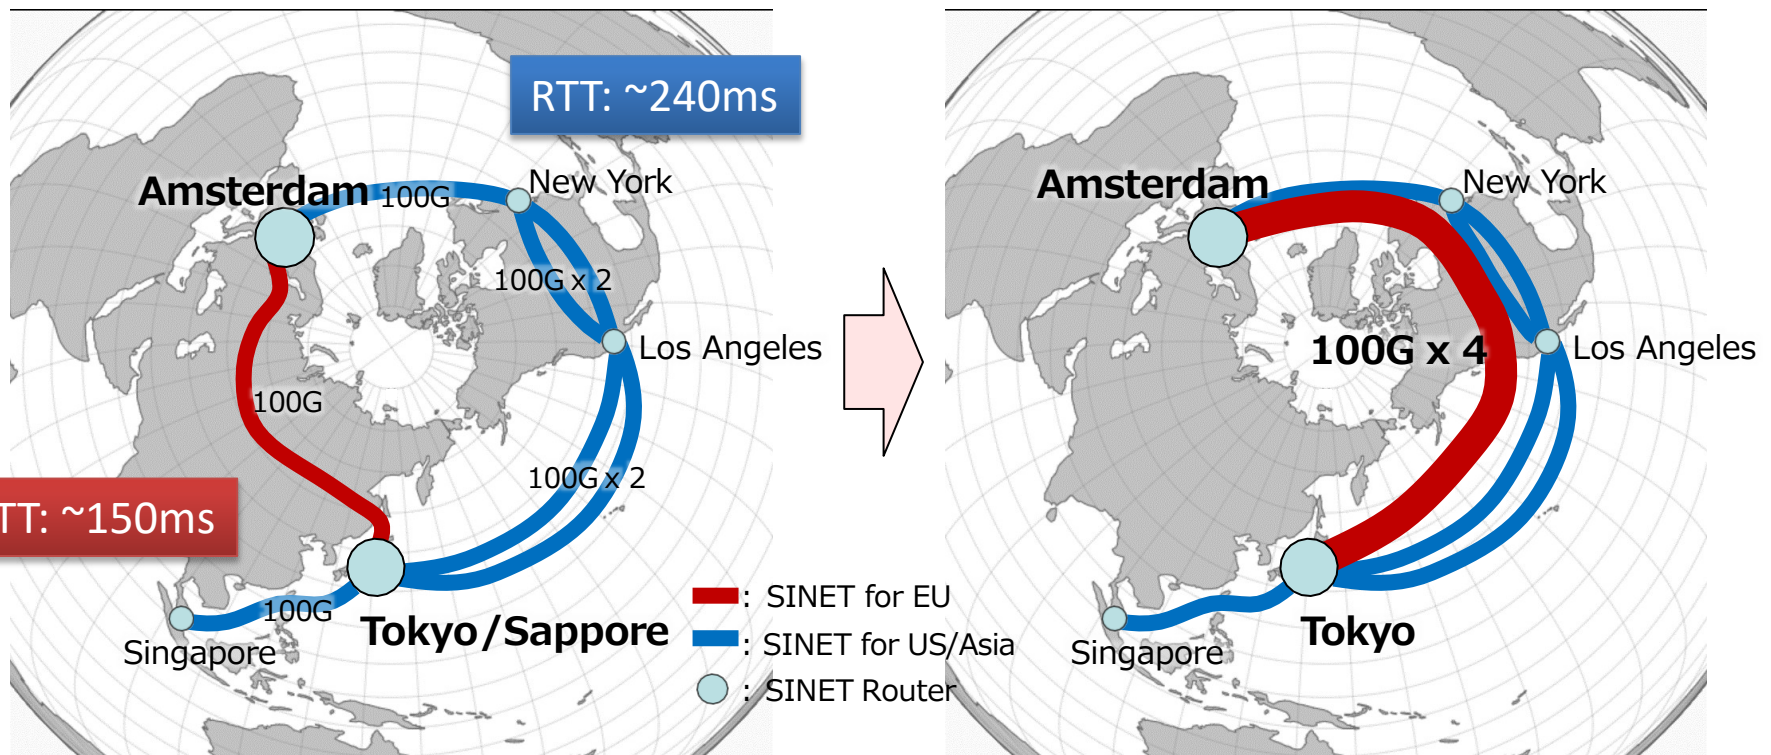 RTT: ~240ms
Amsterdam
100G
New York
100G x 2
Los Angeles
100G
100G x 2
TT: ~150ms
100G
Singapore
Tokyo/Sappore
: SINET for EU
: SINET for US/Asia
: SINET Router
Amsterdam
New York
100G x 4
Los Angeles
Singapore
Tokyo